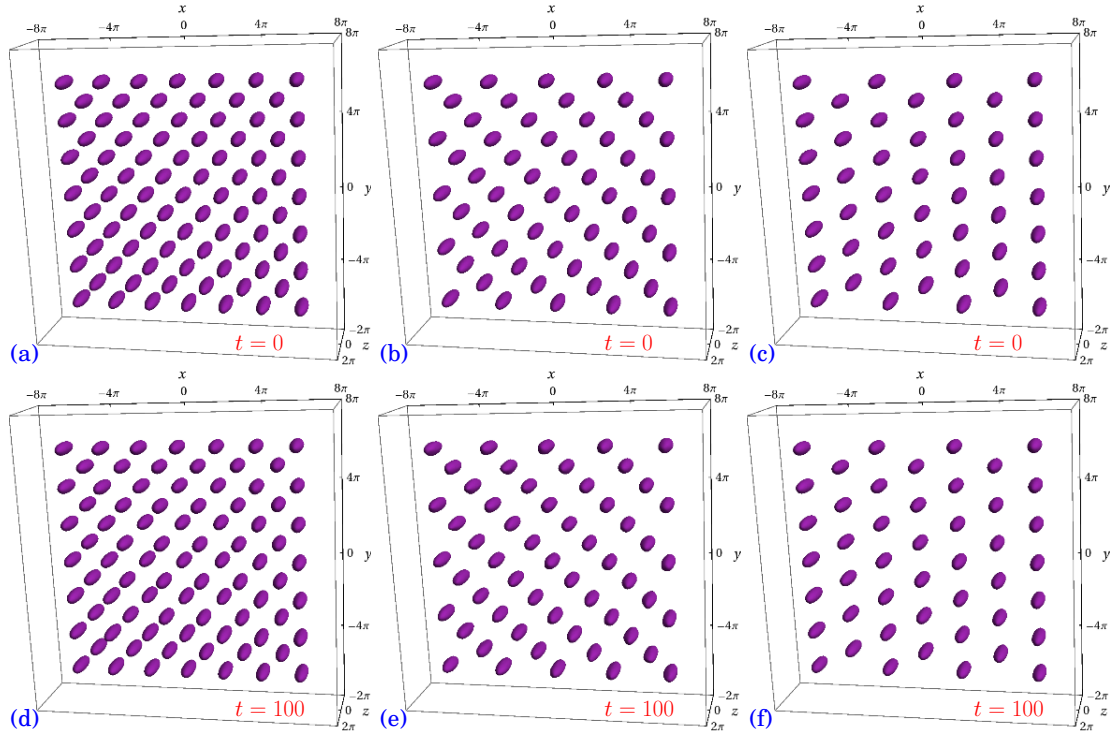 x x x
−8π −4π 0 4π 8π −8π −4π 0 4π 8π −8π −4π 0 4π 8π
8π 8π 8π
4π 4π 4π
0 y 0 y 0 y
−4π −4π −4π
−2π −2π −2π
0 z 0 z 0 z
2π 2π 2π
(a) t = 0 (b) t = 0 (c) t = 0
x x x
−8π −4π 0 4π 8π −8π −4π 0 4π 8π −8π −4π 0 4π 8π
8π 8π 8π
4π 4π 4π
0 y 0 y 0 y
−4π −4π −4π
−2π −2π −2π
0 z 0 z 0 z
2π 2π 2π
(d) t = 100 (e) t = 100 (f) t = 100